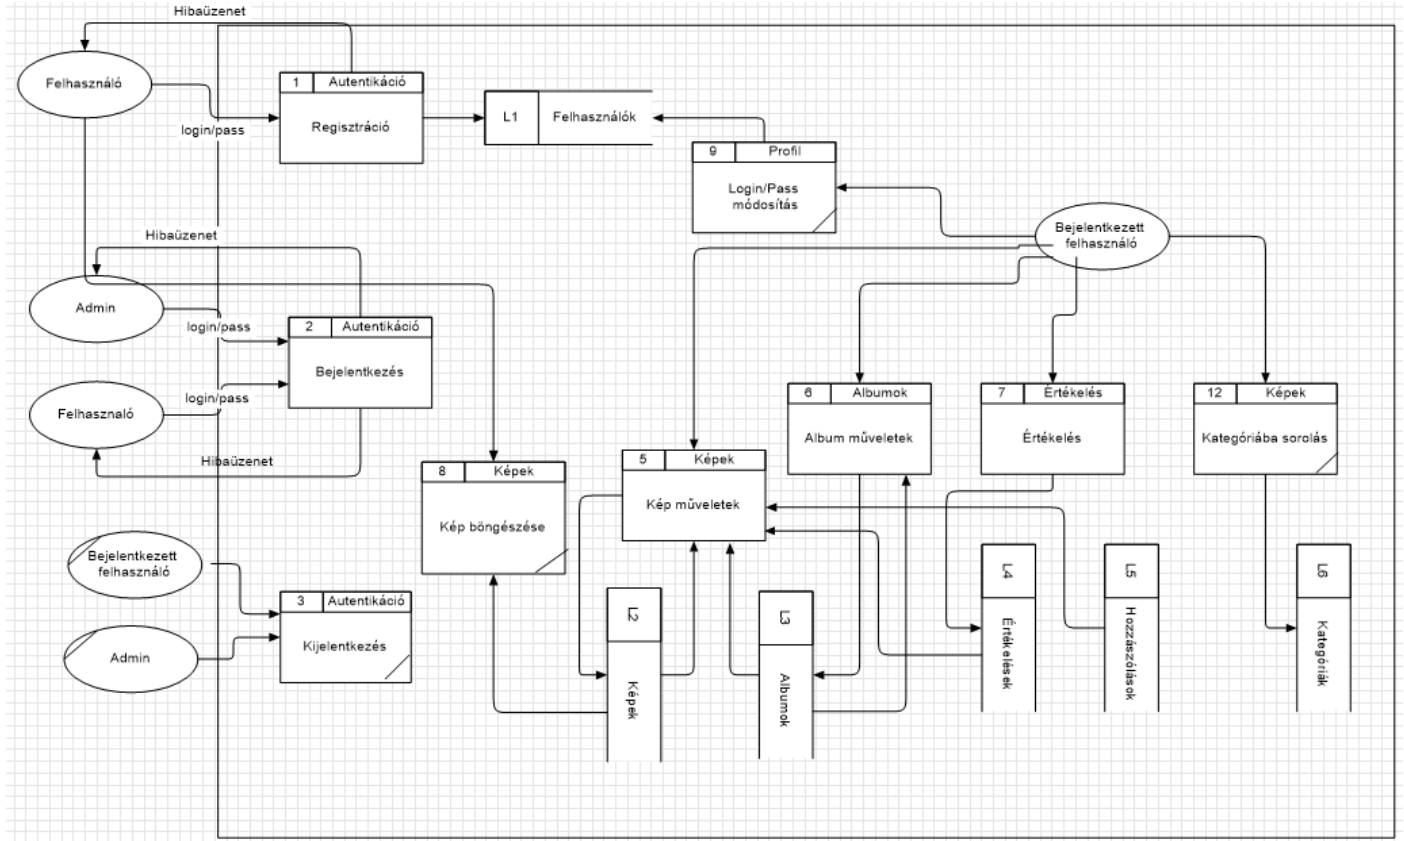 Hibaüzenet
Felhasználó
login/pass
1 Autentikáció
Regisztráció
L1 Felhasználók
9 Profil
Login/Pass
módosítás
Bejelentkezett
felhasználó
Hibaüzenet
Admin
login/pass
2 Autentikáció
Bejelentkezés
Felhasznaló
login/pass
Hibaüzenet
8 Képek
Kép böngészése
5 Képek
Kép műveletek
6 Albumok
Album műveletek
7 Értékelés
Értékelés
12 Képek
Kategóriába sorolás
Bejelentkezett
felhasználó
Admin
3 Autentikáció
Kijelentkezés
L2 Képek
L3 Albumok
L4 Értékelések
L5 Hozzászólások
L6 Kategóriák